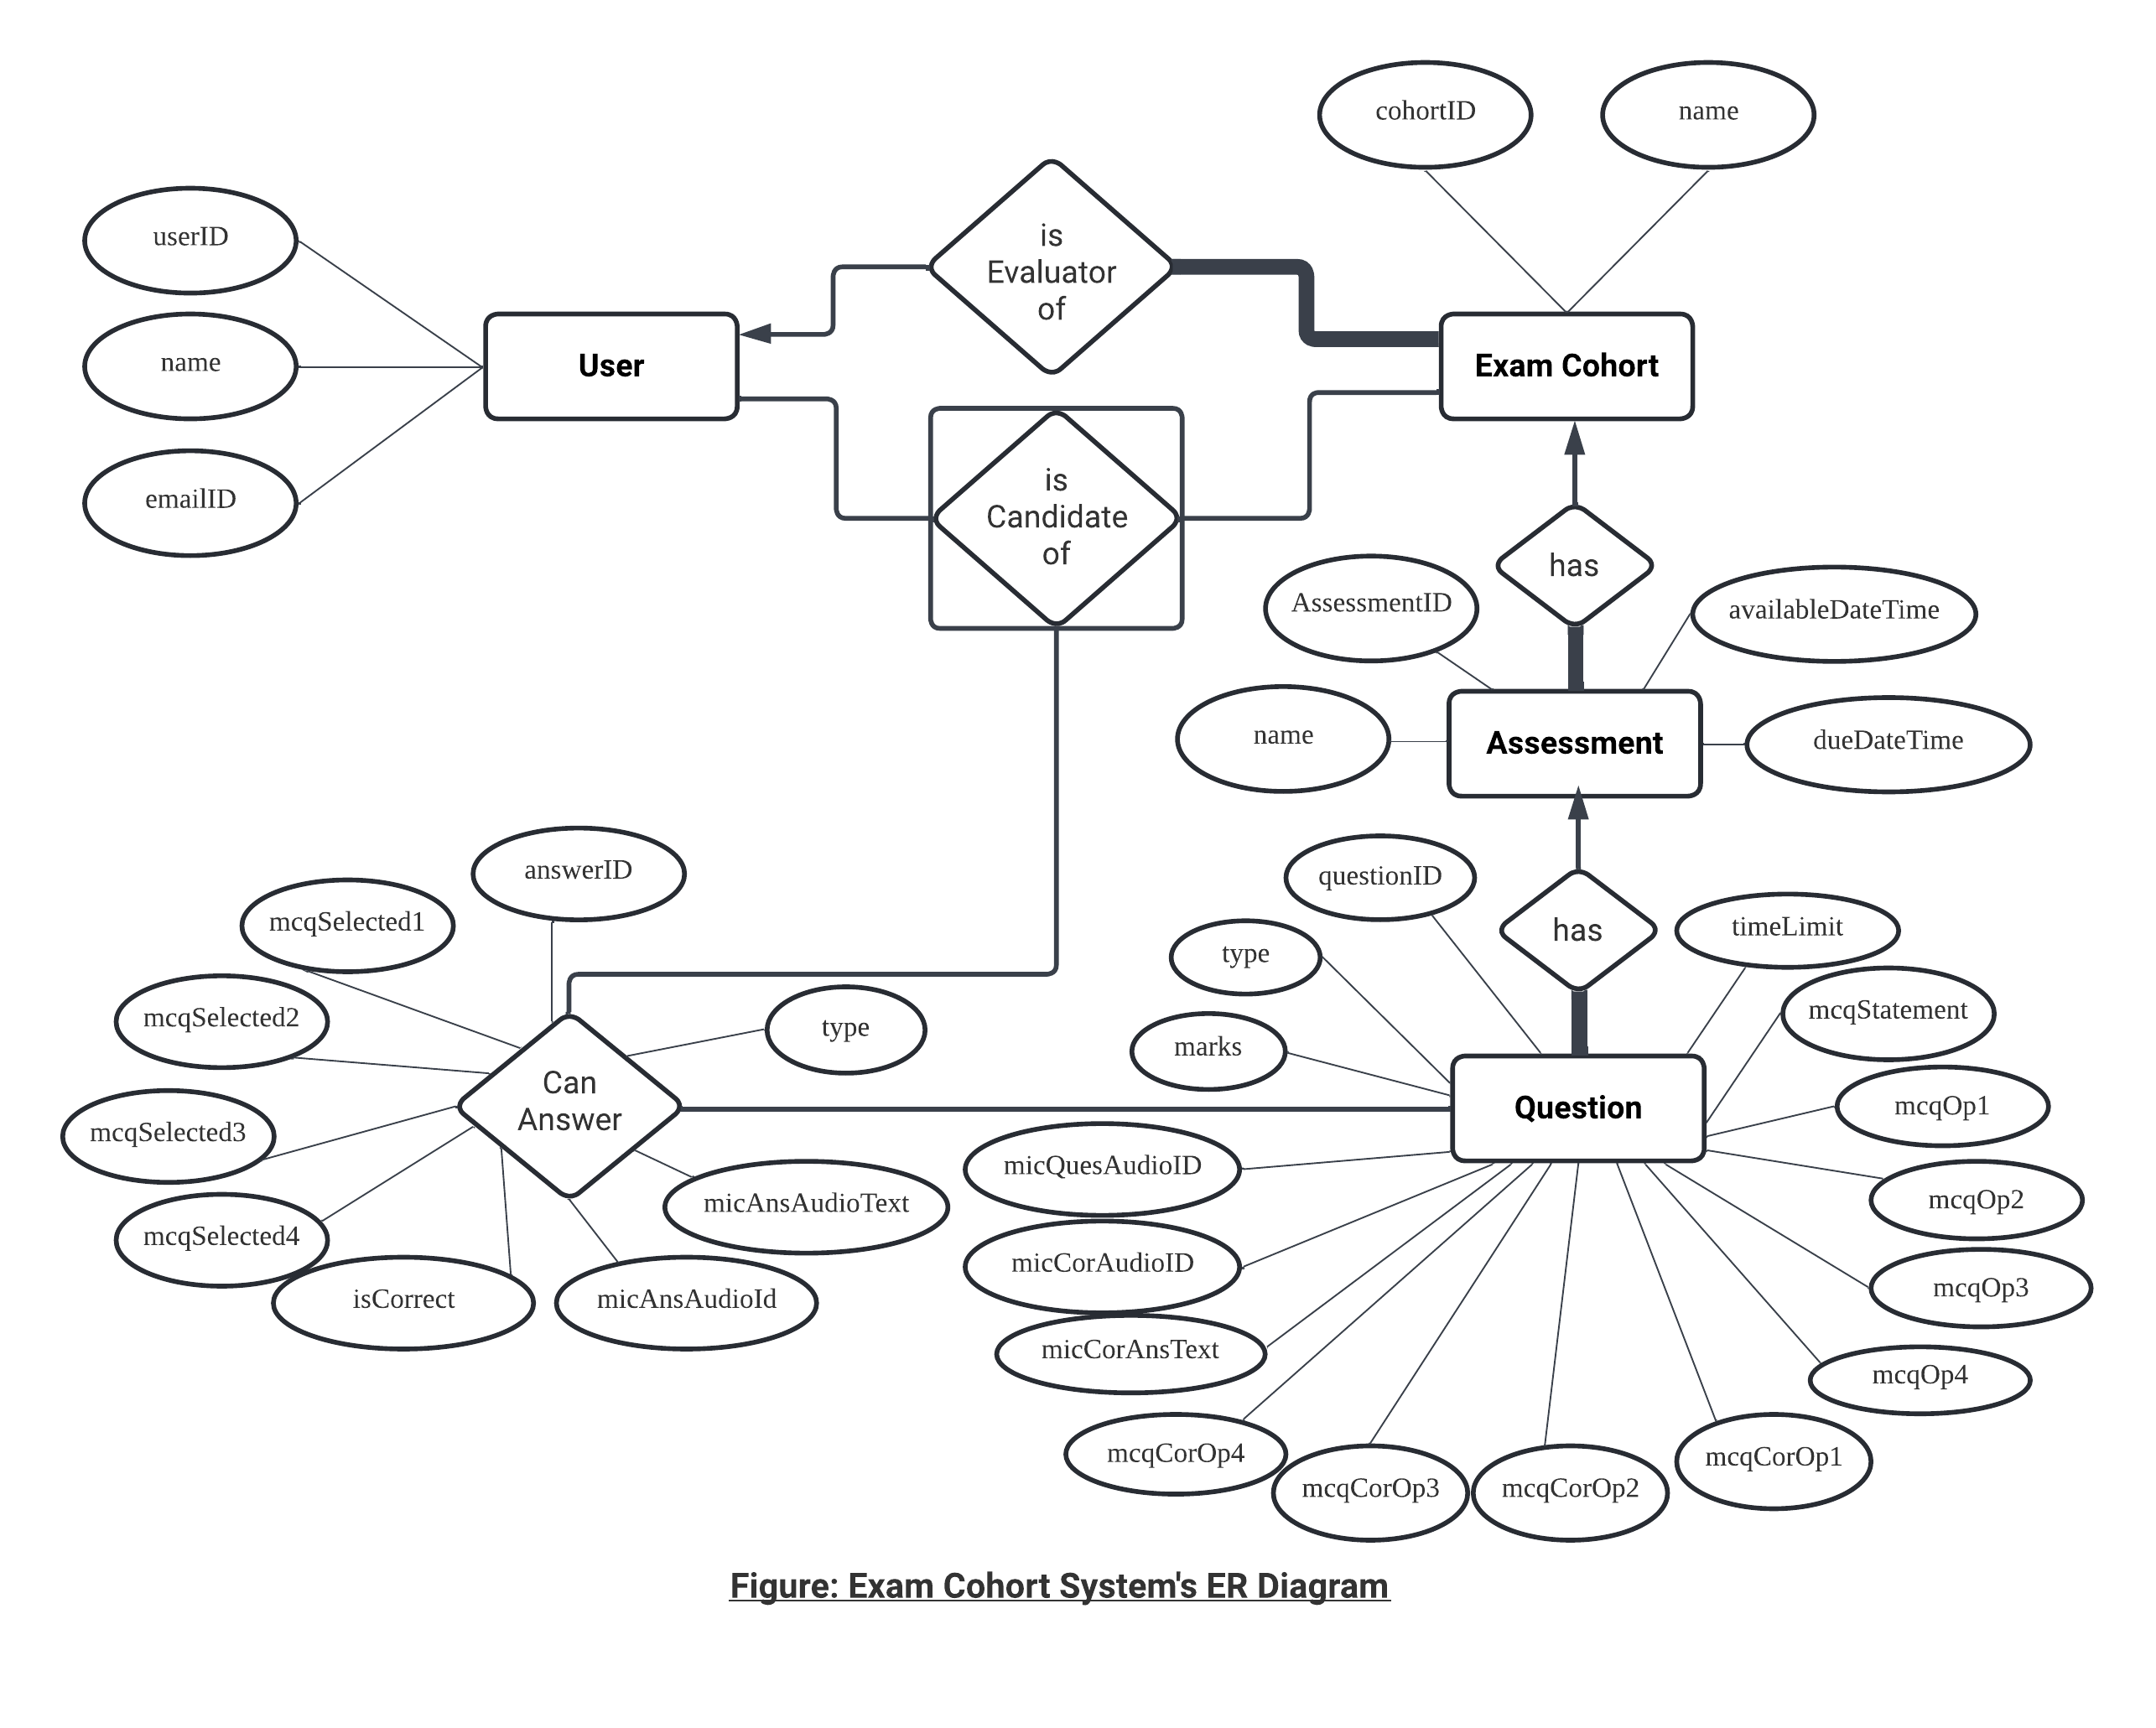 cohortID
name
userID
name
emailID
is
Evaluator
of
User
Exam Cohort
is
Candidate
of
has
AssessmentID
availableDateTime
name
Assessment
dueDateTime
answerID
mcqSelected1
mcqSelected2
mcqSelected3
mcqSelected4
isCorrect
micAnsAudioId
micAnsAudioText
type
Can
Answer
questionID
has
type
marks
timeLimit
mcqStatement
Question
mcqOp1
mcqOp2
mcqOp3
mcqOp4
micQuesAudioID
micCorAudioID
micCorAnsText
mcqCorOp4
mcqCorOp3
mcqCorOp2
mcqCorOp1
Figure: Exam Cohort System's ER Diagram